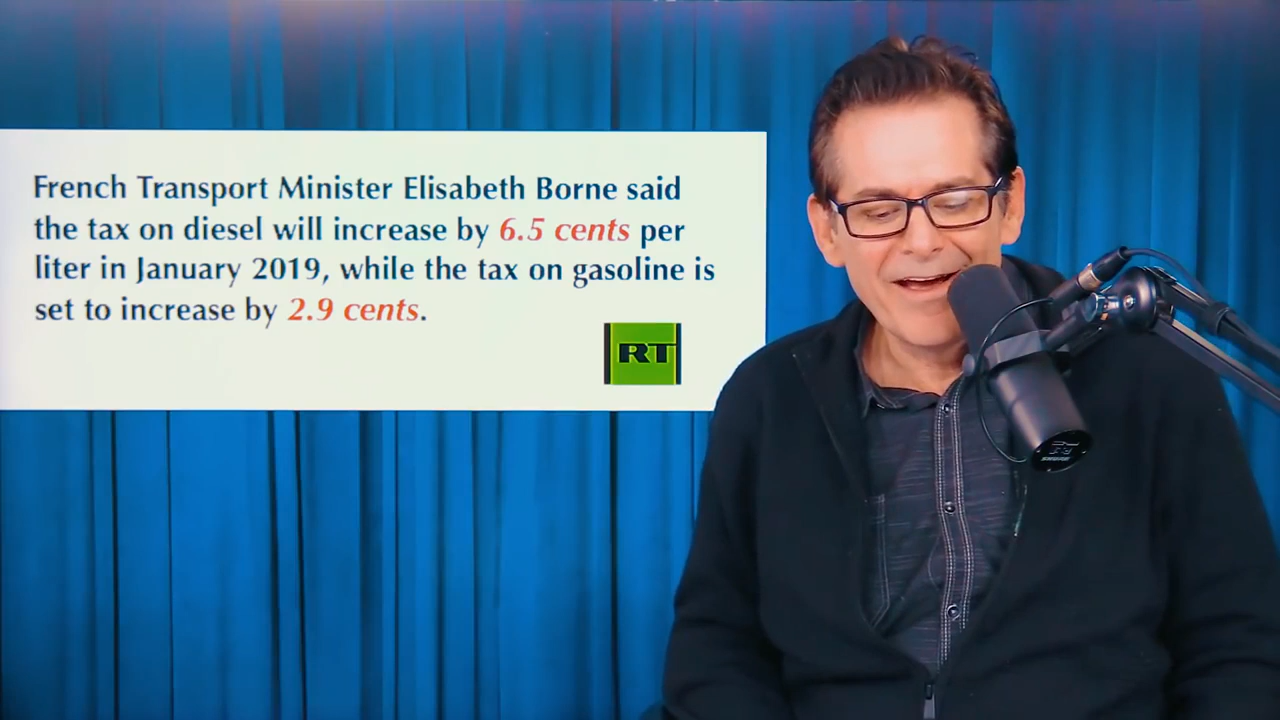 French Transport Minister Elisabeth Borne said
the tax on diesel will increase by 6.5 cents per
liter in January 2019, while the tax on gasoline is
set to increase by 2.9 cents.
RT